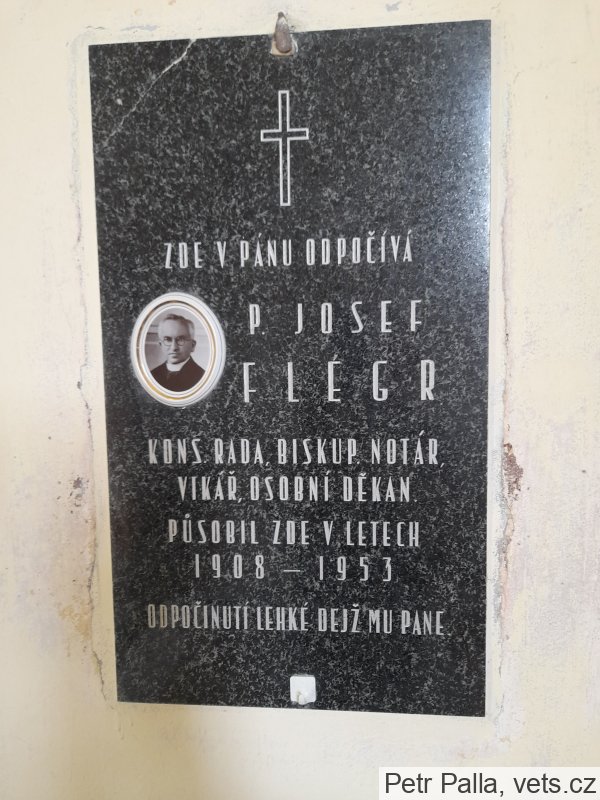 ZDE V PÁNU ODPOČÍVÁ
P. JOSEF
FLÉGR
KONS. RADA, BISKUP. NOTÁŘ,
VIKÁŘ, OSOBNÍ DĚKAN.
PŮSOBIL ZDE V LETECH
1908 – 1953
ODPOČINUTÍ LEHKÉ DEJŽ MU PANE.
Petr Palla, vets.cz